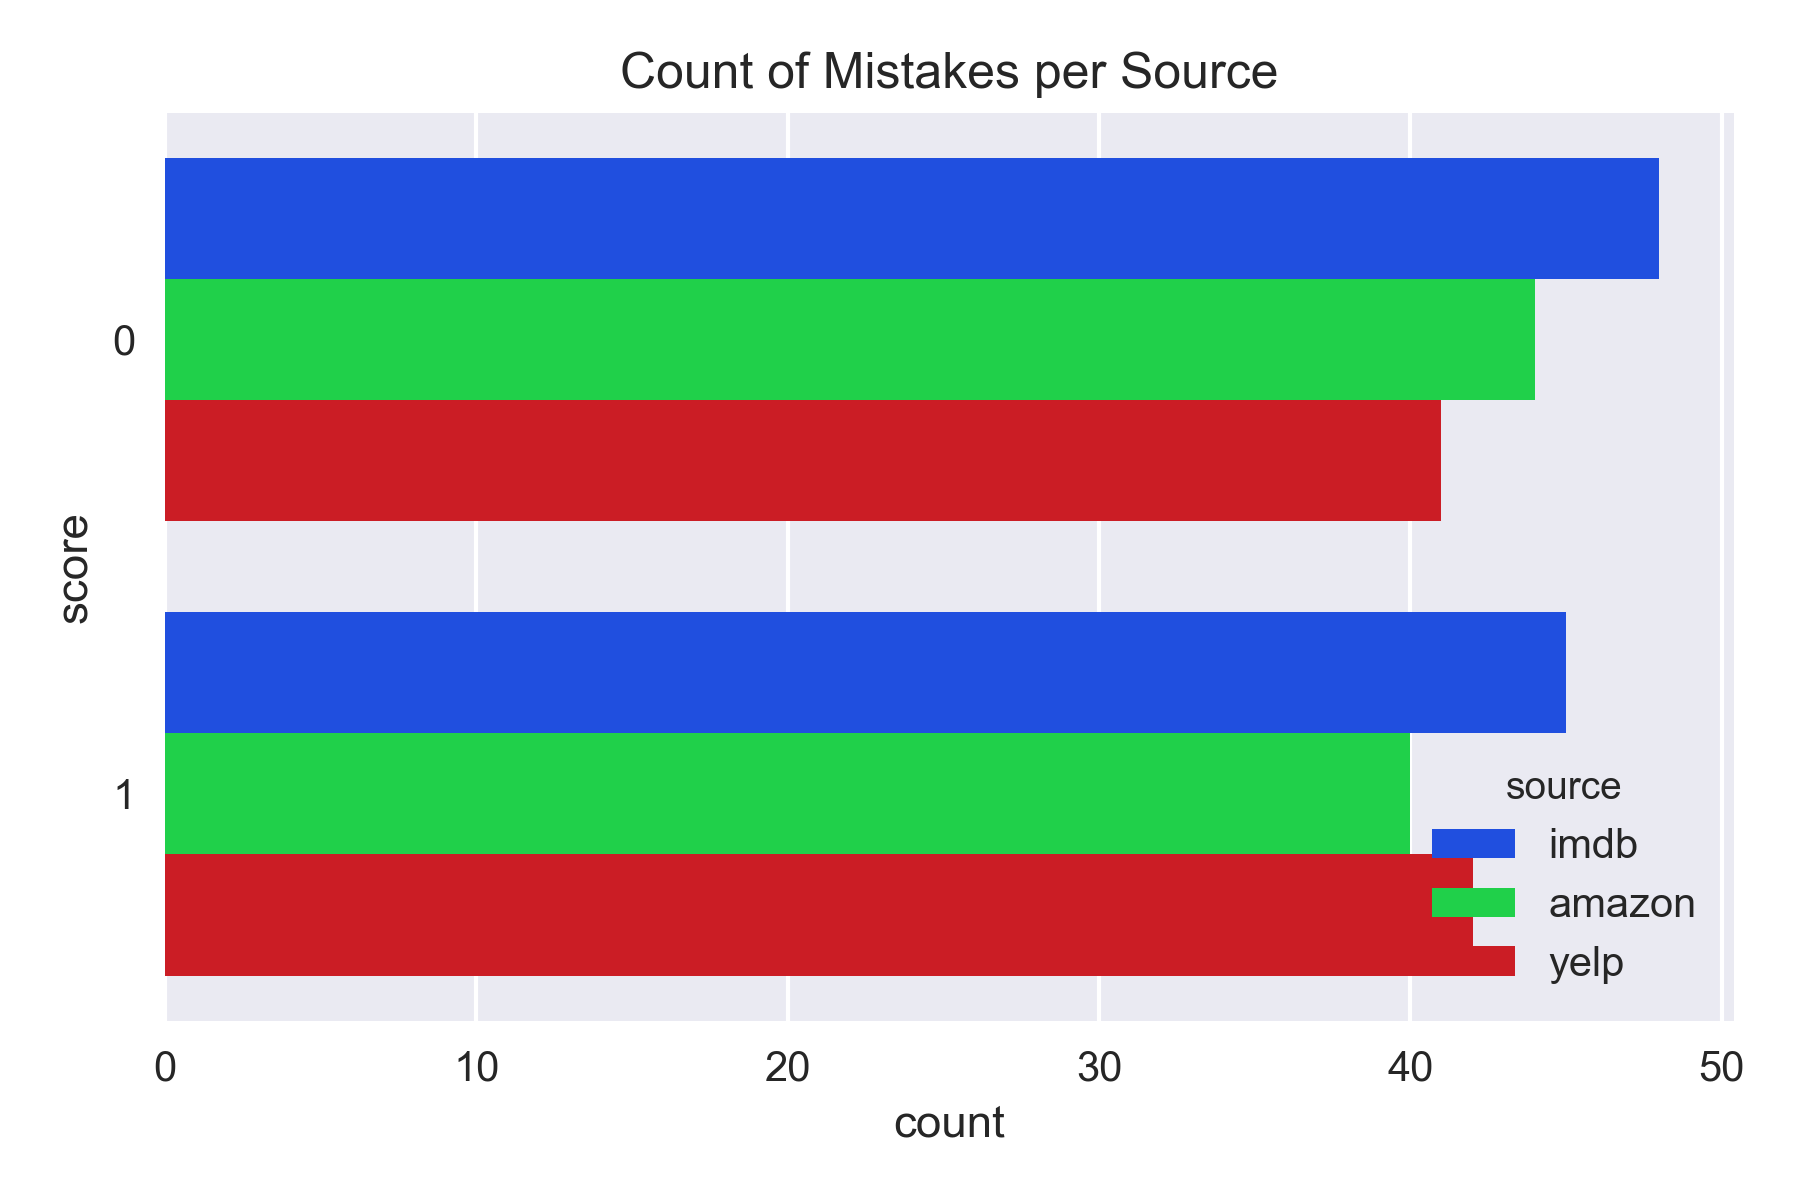 Count of Mistakes per Source
0
score
1
source
imdb
amazon
yelp
0 10 20 30 40 50
count